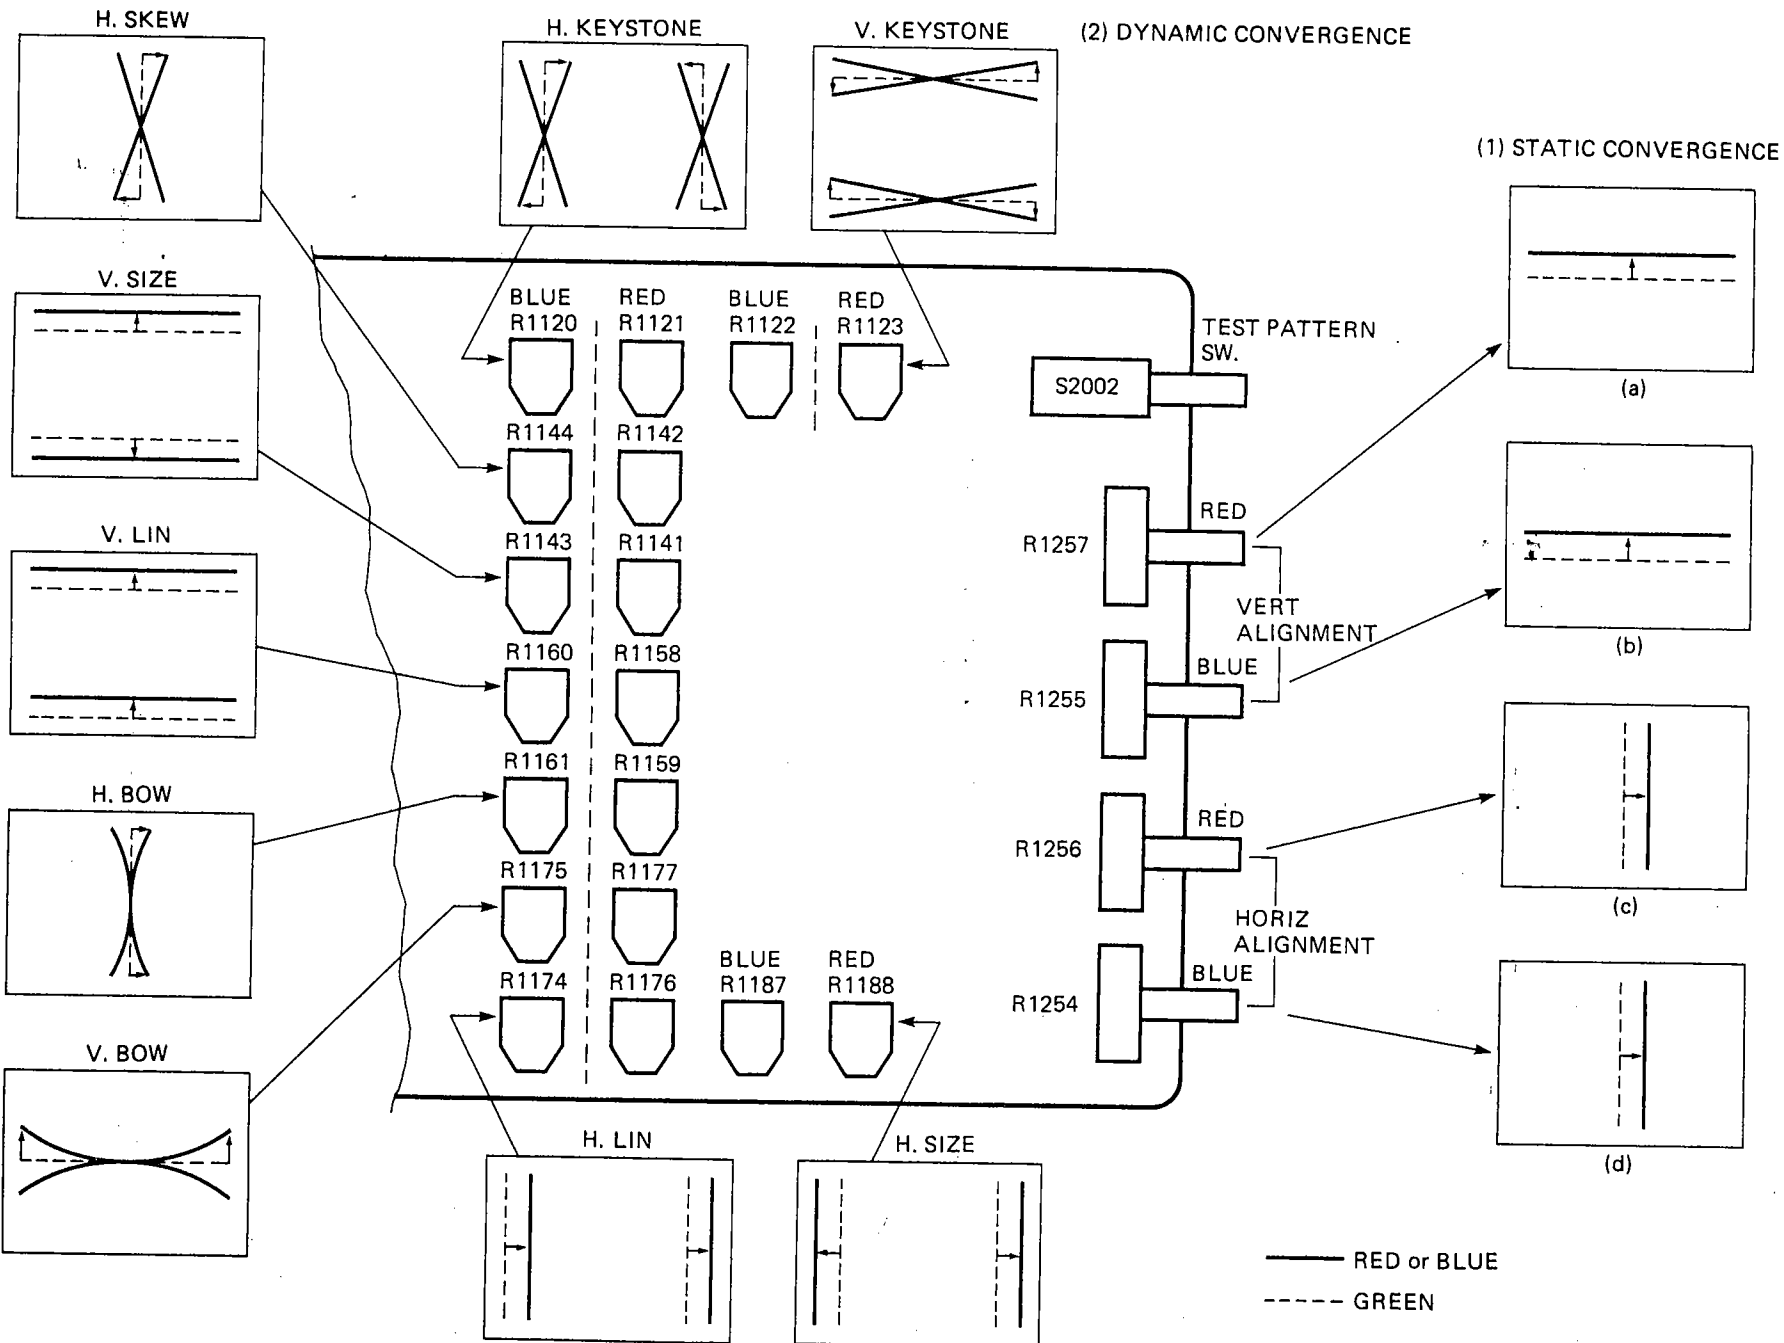 H. SKEW
H. KEYSTONE
V. KEYSTONE
(2) DYNAMIC CONVERGENCE
(1) STATIC CONVERGENCE
V. SIZE
BLUE
R1120
RED
R1121
BLUE
R1122
RED
R1123
TEST PATTERN
SW.
S2002
(a)
R1144
R1142
V. LIN
R1143
R1141
R1257
RED
VERT
ALIGNMENT
(b)
R1160
R1158
R1255
BLUE
H. BOW
R1161
R1159
R1256
RED
(c)
R1175
R1177
HORIZ
ALIGNMENT
V. BOW
R1174
R1176
BLUE
R1187
RED
R1188
R1254
BLUE
(d)
H. LIN
H. SIZE
RED or BLUE
GREEN